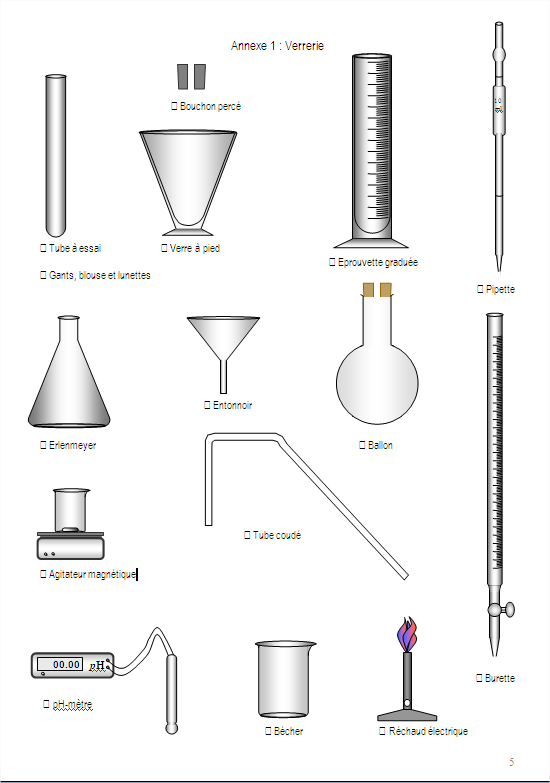 Annexe 1 : Verrerie
□ Bouchon percé
10
□ Tube à essai
□ Verre à pied
□ Eprouvette graduée
□ Gants, blouse et lunettes
□ Pipette
□ Entonnoir
□ Erlenmeyer
□ Ballon
□ Tube coudé
□ Agitateur magnétique
00.00 pH
□ Burette
□ pH-mètre
□ Bécher
□ Réchaud électrique
5